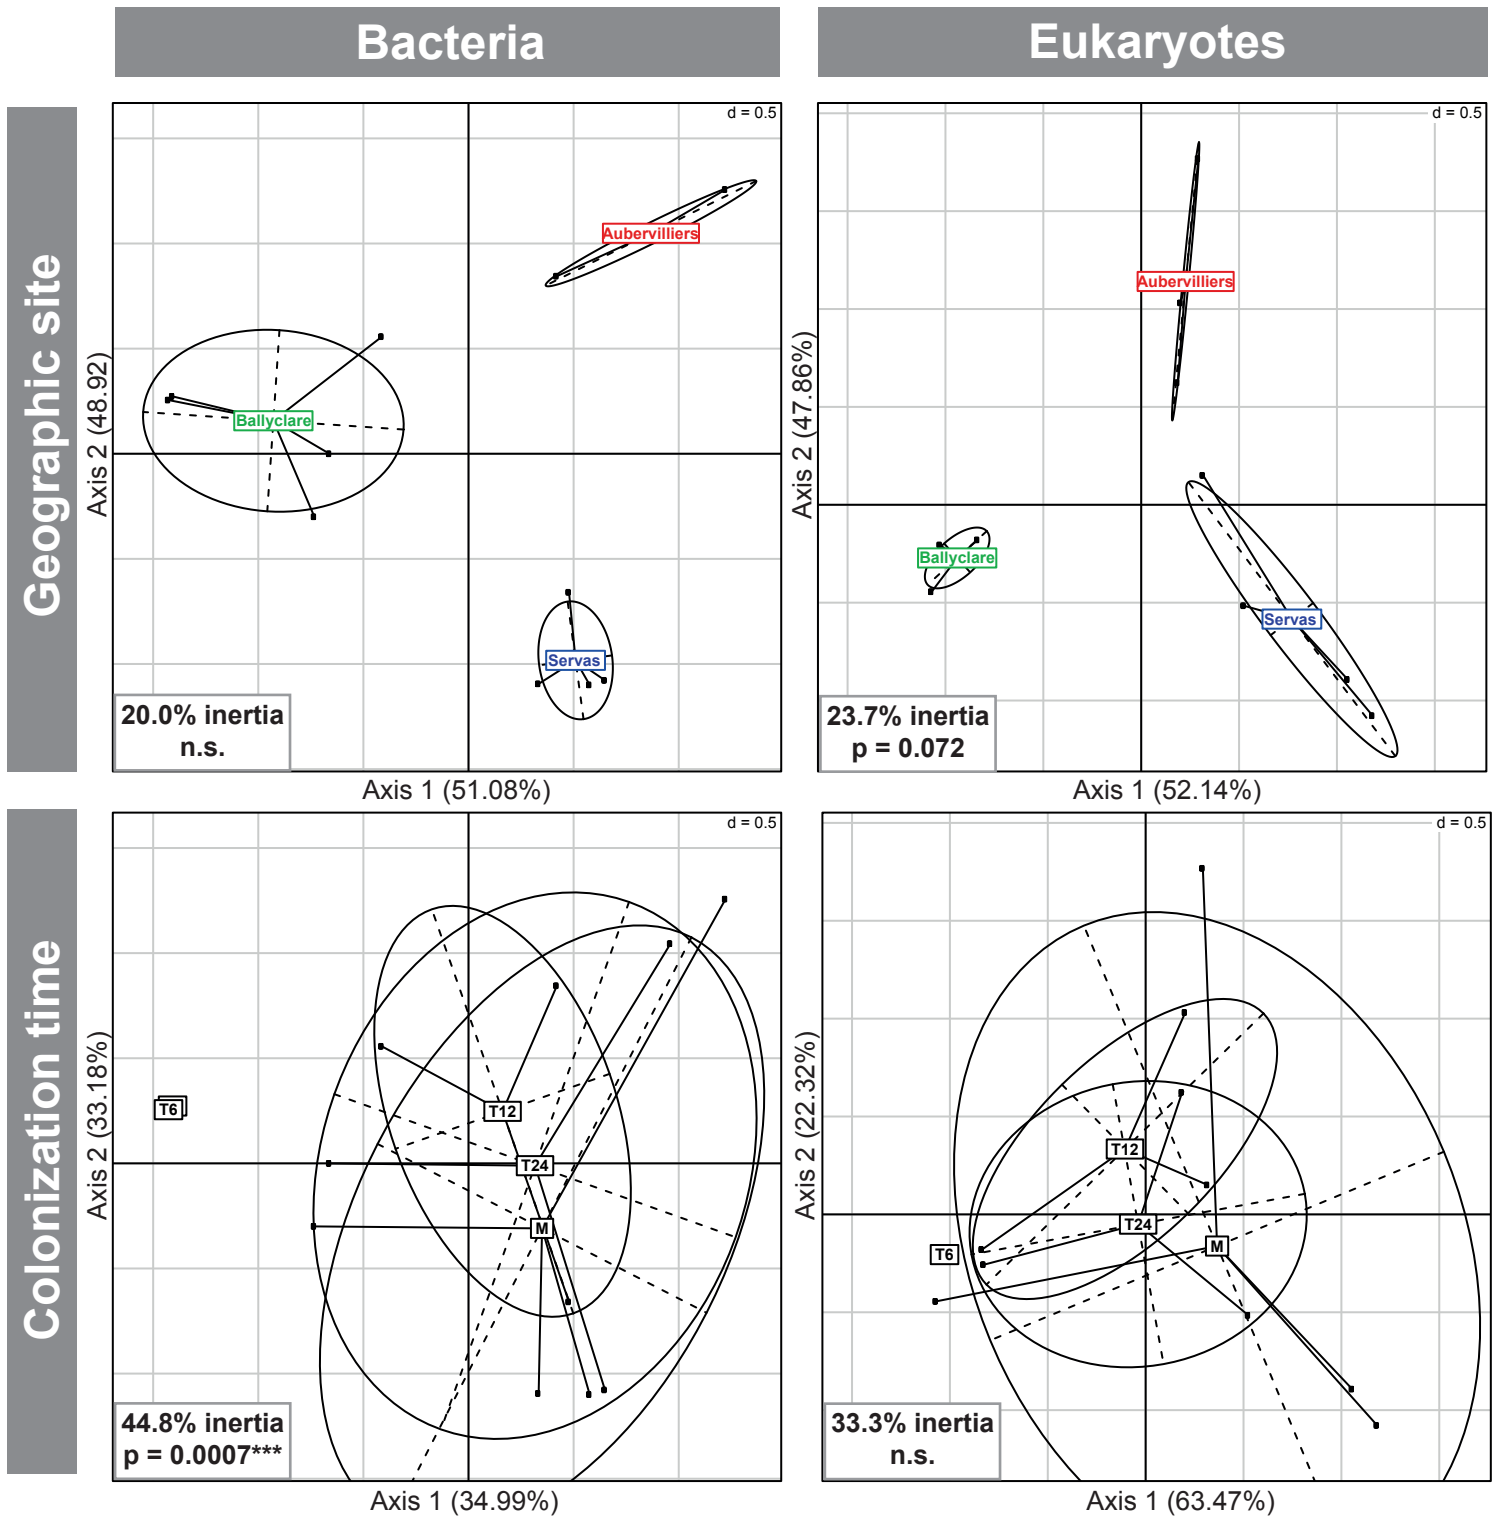 Bacteria
Eukaryotes
Geographic site
d = 0.5
Aubervilliers
Ballyclare
Servas
20.0% inertia
n.s.
Axis 2 (48.92)
Axis 1 (51.08%)
d = 0.5
Aubervilliers
Ballyclare
Servas
23.7% inertia
p = 0.072
Axis 2 (47.86%)
Axis 1 (52.14%)
Colonization time
d = 0.5
T6
T12
T24
M
44.8% inertia
p = 0.0007***
Axis 2 (33.18%)
Axis 1 (34.99%)
d = 0.5
T12
T24
T6
M
33.3% inertia
n.s.
Axis 2 (22.32%)
Axis 1 (63.47%)